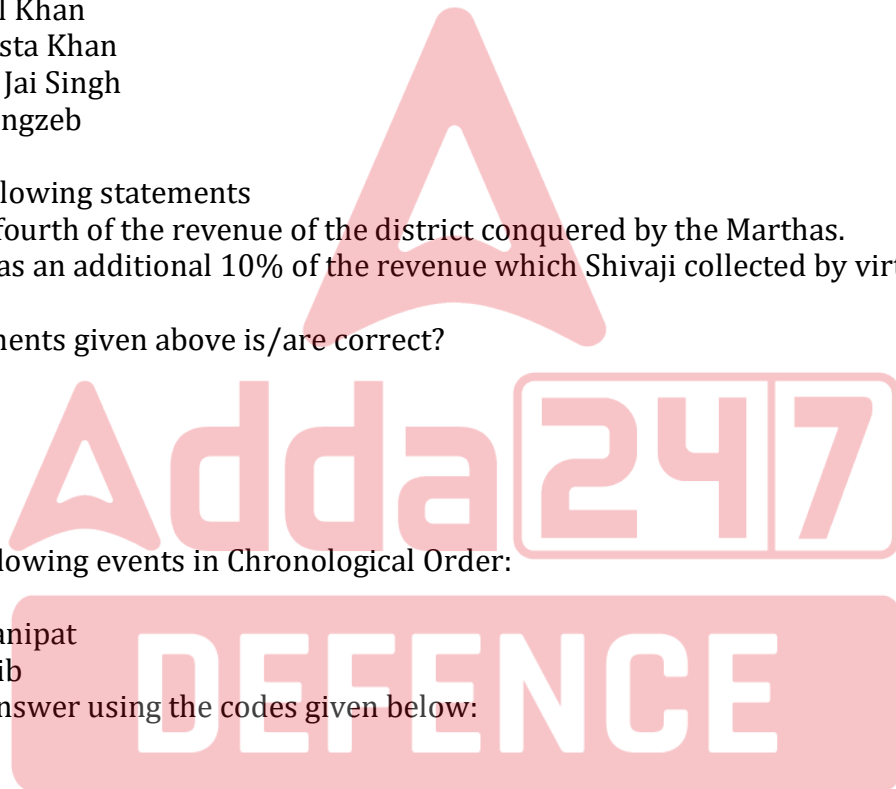 l Khan
sta Khan
Jai Singh
ngzeb
lowing statements
fourth of the revenue of the district conquered by the Marthas.
as an additional 10% of the revenue which Shivaji collected by virt
ments given above is/are correct?
Adda247
lowing events in Chronological Order:
anipat
ib
nswer using the codes given below:
DEFENCE